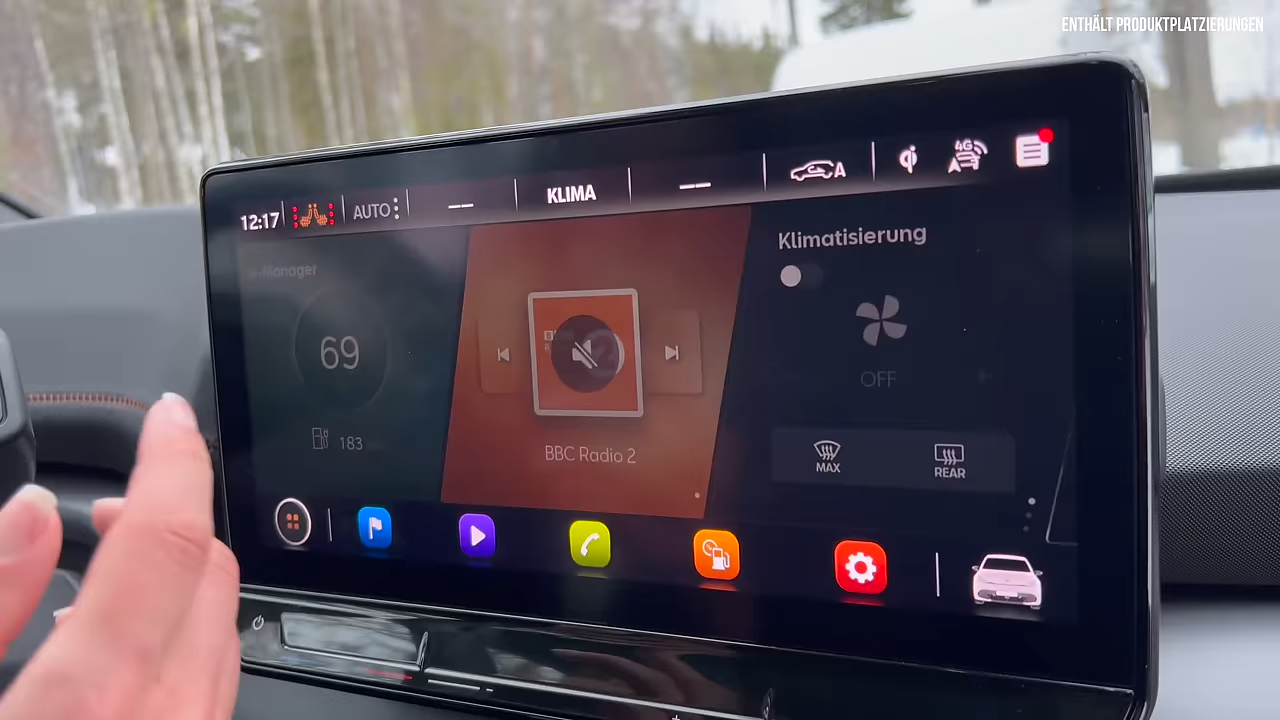 ENTHÄLT PRODUKTPLATZIERUNGEN
12:17
AUTO
KLIMA
A
4G
-Manager
69
183
BBC Radio 2
Klimatisierung
OFF
MAX
REAR